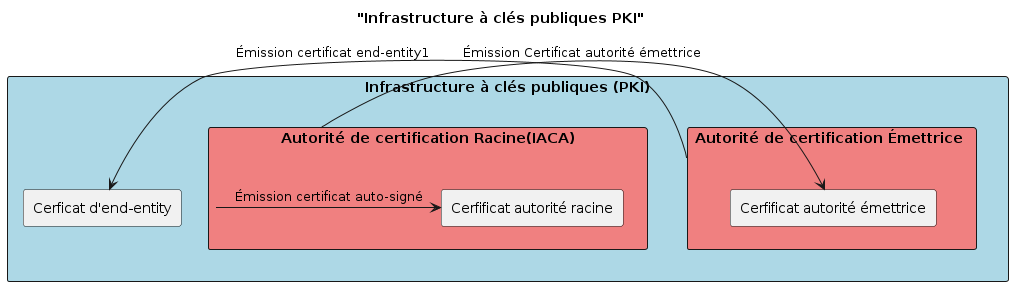 "Infrastructure à clés publiques PKI"
Émission certificat end-entity1
Émission Certificat autorité émettrice
Infrastructure à clés publiques (PKI)
Autorité de certification Racine(IACA)
Autorité de certification Émettrice
Émission certificat auto-signé
Cerficat d'end-entity
Cerfificat autorité racine
Cerfificat autorité émettrice